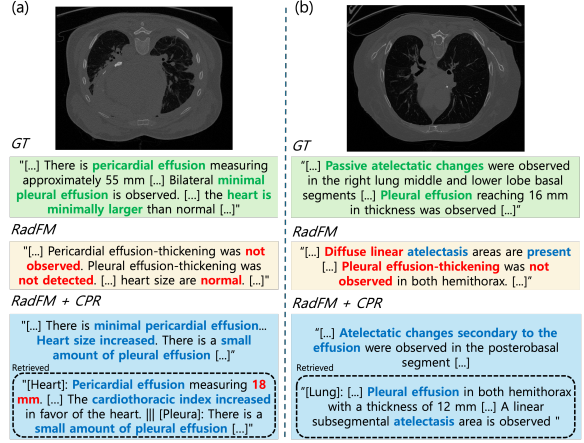 (a)
GT
"[...] There is pericardial effusion measuring
approximately 55 mm [...] Bilateral minimal
pleural effusion is observed. [...] the heart is
minimally larger than normal [...]"
RadFM
"[...] Pericardial effusion-thickening was not
observed. Pleural effusion-thickening was
not detected. [...] heart size are normal. [...]"
RadFM + CPR
"[...] There is minimal pericardial effusion...
Heart size increased. There is a small
amount of pleural effusion [...]"
Retrieved
"[Heart]: Pericardial effusion measuring 18
mm. [...] The cardiothoracic index increased
in favor of the heart. ||| [Pleura]: There is a
small amount of pleural effusion [...]"
(b)
GT
"[...] Passive atelectatic changes were observed
in the right lung middle and lower lobe basal
segments [...] Pleural effusion reaching 16 mm
in thickness was observed [...]"
RadFM
"[...] Diffuse linear atelectasis areas are present
[...] Pleural effusion-thickening was not
observed in both hemithorax. [...]"
RadFM + CPR
"[...] Atelectatic changes secondary to the
effusion were observed in the posterobasal
segment [...]
Retrieved
"[Lung]: [...] Pleural effusion in both hemithorax
with a thickness of 12 mm [...] A linear
subsegmental atelectasis area is observed "